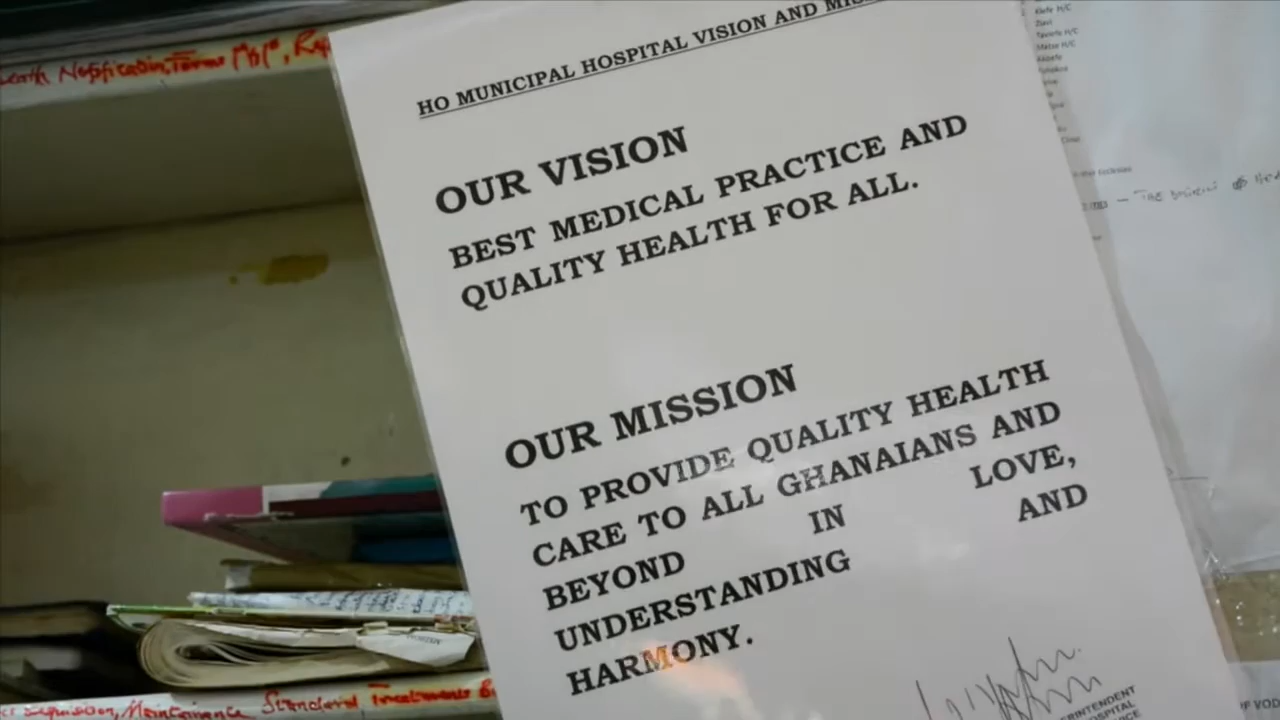 HO MUNICIPAL HOSPITAL VISION AND
OUR VISION
BEST MEDICAL PRACTICE AND
QUALITY HEALTH FOR ALL.
OUR MISSION
TO PROVIDE QUALITY HEALTH
CARE TO ALL GHANAIANS AND
BEYOND IN LOVE,
UNDERSTANDING AND
HARMONY.
Standard Treatments